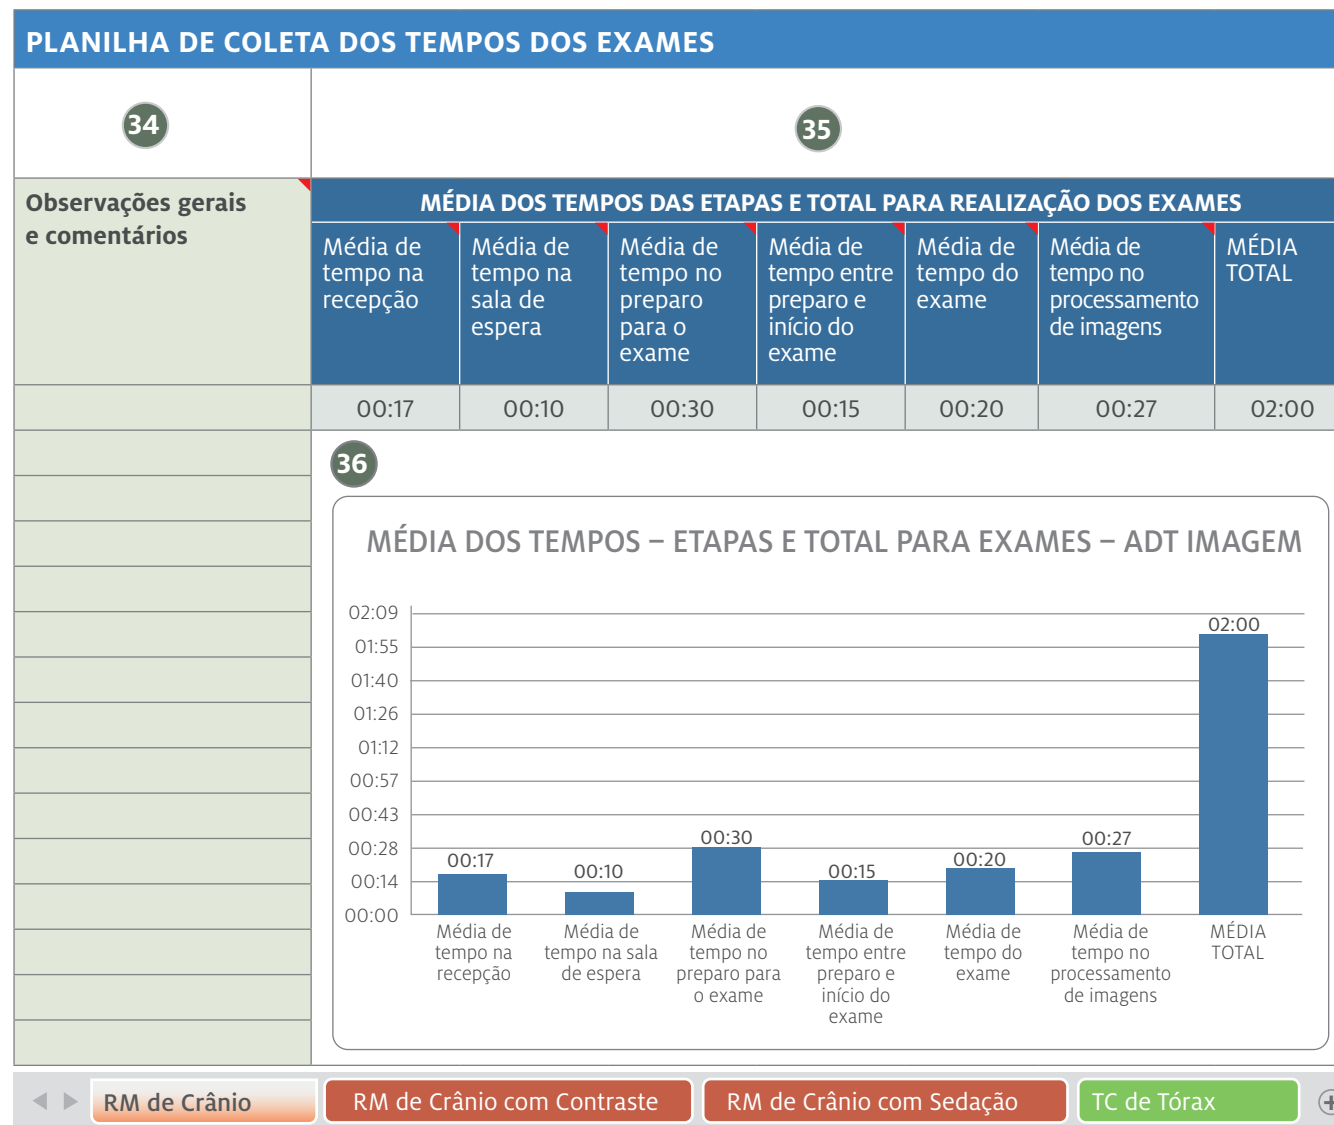 PLANILHA DE COLETA DOS TEMPOS DOS EXAMES
34
35
Observações gerais
e comentários
MÉDIA DOS TEMPOS DAS ETAPAS E TOTAL PARA REALIZAÇÃO DOS EXAMES
Média de
tempo na
recepção
Média de
tempo na
sala de
espera
Média de
tempo no
preparo
para o
exame
Média de
tempo entre
preparo e
início do
exame
Média de
tempo do
exame
Média de
tempo no
processamento
de imagens
MÉDIA
TOTAL
00:17
00:10
00:30
00:15
00:20
00:27
02:00
36
MÉDIA DOS TEMPOS – ETAPAS E TOTAL PARA EXAMES – ADT IMAGEM
02:09
01:55
01:40
01:26
01:12
00:57
00:43
00:28
00:14
00:00
00:17
00:10
00:30
00:15
00:20
00:27
02:00
Média de
tempo na
recepção
Média de
tempo na sala
de espera
Média de
tempo no
preparo para
o exame
Média de
tempo entre
preparo e
início do
exame
Média de
tempo do
exame
Média de
tempo no
processamento
de imagens
MÉDIA
TOTAL
RM de Crânio
RM de Crânio com Contraste
RM de Crânio com Sedação
TC de Tórax